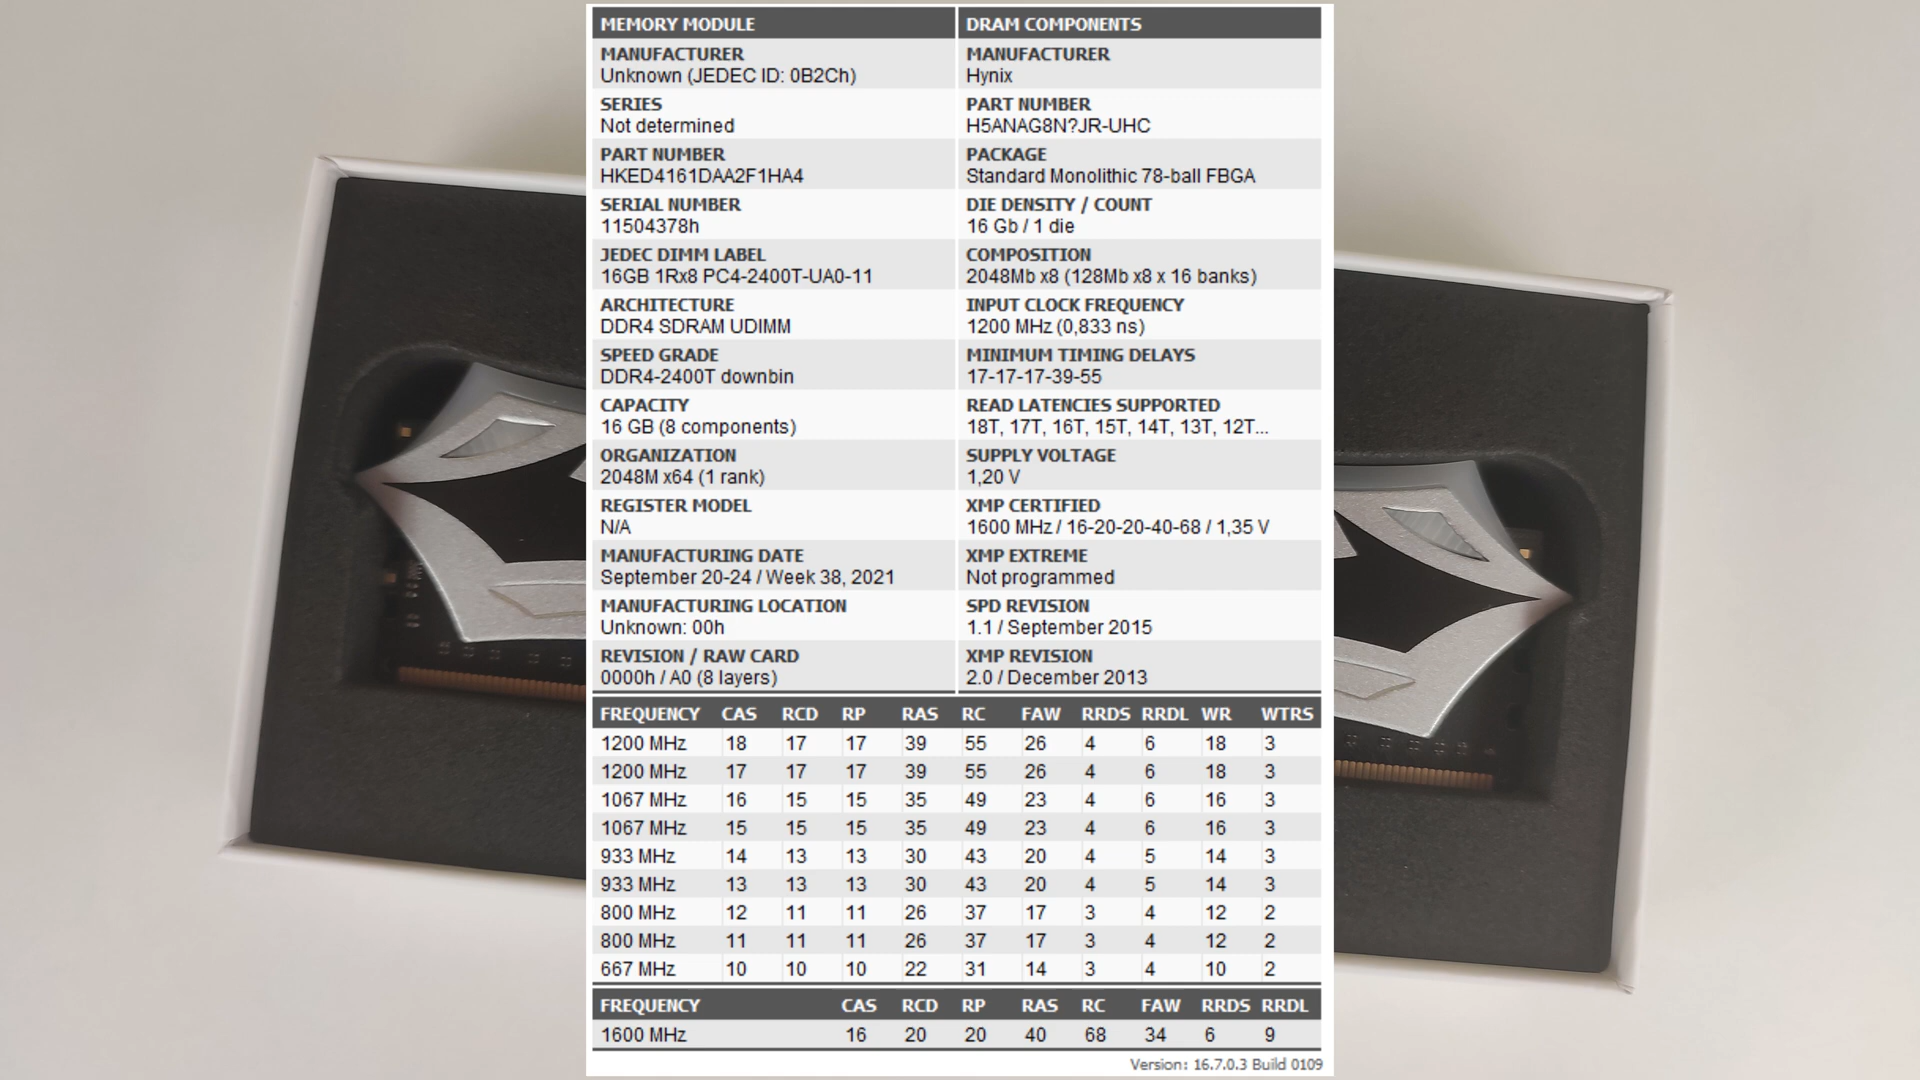 MEMORY MODULE
MANUFACTURER
Unknown (JEDEC ID: 0B2Ch)
SERIES
Not determined
PART NUMBER
HKED4161DAA2F1HA4
SERIAL NUMBER
11504378h
JEDEC DIMM LABEL
16GB 1Rx8 PC4-2400T-UA0-11
ARCHITECTURE
DDR4 SDRAM UDIMM
SPEED GRADE
DDR4-2400T downbin
CAPACITY
16 GB (8 components)
ORGANIZATION
2048M x64 (1 rank)
REGISTER MODEL
N/A
MANUFACTURING DATE
September 20-24 / Week 38, 2021
MANUFACTURING LOCATION
Unknown: 00h
REVISION / RAW CARD
0000h / A0 (8 layers)
DRAM COMPONENTS
MANUFACTURER
Hynix
PART NUMBER
H5ANAG8N?JR-UHC
PACKAGE
Standard Monolithic 78-ball FBGA
DIE DENSITY / COUNT
16 Gb / 1 die
COMPOSITION
2048Mb x8 (128Mb x8 x 16 banks)
INPUT CLOCK FREQUENCY
1200 MHz (0,833 ns)
MINIMUM TIMING DELAYS
17-17-17-39-55
READ LATENCIES SUPPORTED
18T, 17T, 16T, 15T, 14T, 13T, 12T...
SUPPLY VOLTAGE
1,20 V
XMP CERTIFIED
1600 MHz / 16-20-20-40-68 / 1,35 V
XMP EXTREME
Not programmed
SPD REVISION
1.1 / September 2015
XMP REVISION
2.0 / December 2013
FREQUENCY CAS RCD RP RAS RC FAW RRDS RRDL WR WTRS
1200 MHz 18 17 17 39 55 26 4 6 18 3
1200 MHz 17 17 17 39 55 26 4 6 18 3
1067 MHz 16 15 15 35 49 23 4 6 16 3
1067 MHz 15 15 15 35 49 23 4 6 16 3
933 MHz 14 13 13 30 43 20 4 5 14 3
933 MHz 13 13 13 30 43 20 4 5 14 3
800 MHz 12 11 11 26 37 17 3 4 12 2
800 MHz 11 11 11 26 37 17 3 4 12 2
667 MHz 10 10 10 22 31 14 3 4 10 2
FREQUENCY CAS RCD RP RAS RC FAW RRDS RRDL
1600 MHz 16 20 20 40 68 34 6 9
Version: 16.7.0.3 Build 0109